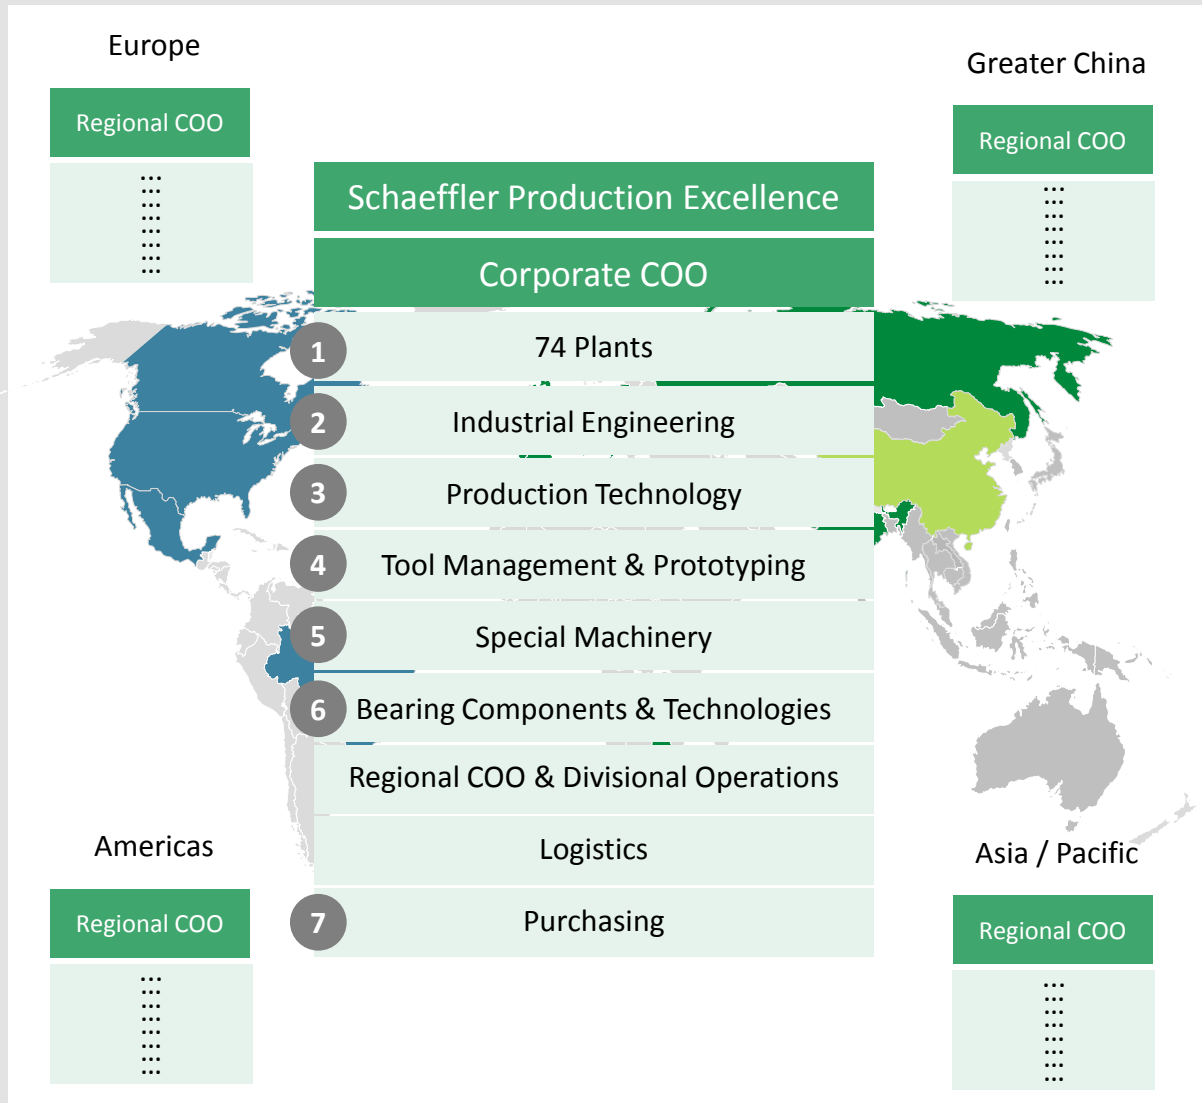 Europe
Regional COO
...
...
...
...
...
...
...
...
Greater China
Regional COO
...
...
...
...
...
...
...
...
Schaeffler Production Excellence
Corporate COO
1 74 Plants
2 Industrial Engineering
3 Production Technology
4 Tool Management & Prototyping
5 Special Machinery
6 Bearing Components & Technologies
Regional COO & Divisional Operations
Logistics
7 Purchasing
Americas
Regional COO
...
...
...
...
...
...
...
...
Asia / Pacific
Regional COO
...
...
...
...
...
...
...
...